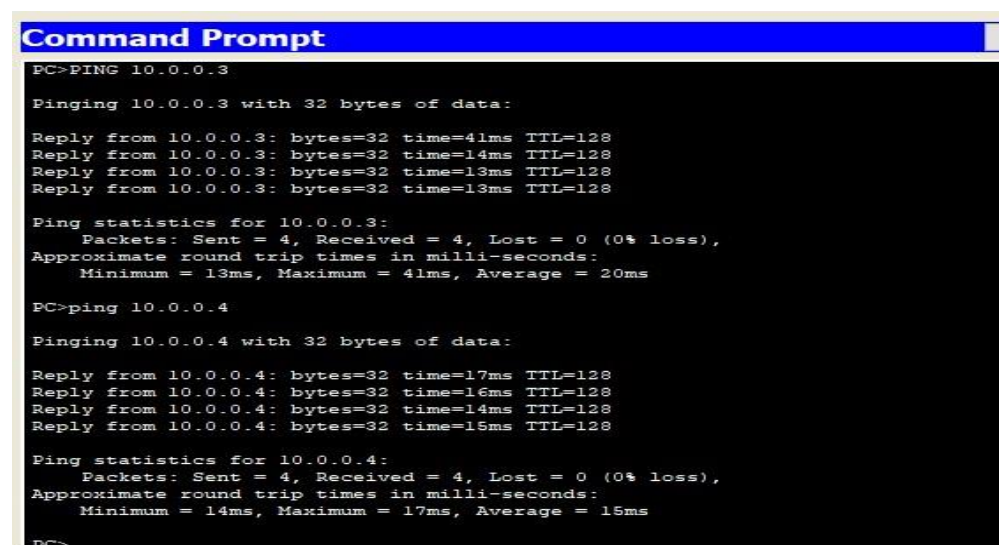 Command Prompt
PC>PING 10.0.0.3
Pinging 10.0.0.3 with 32 bytes of data:
Reply from 10.0.0.3: bytes=32 time=41ms TTL=128
Reply from 10.0.0.3: bytes=32 time=14ms TTL=128
Reply from 10.0.0.3: bytes=32 time=13ms TTL=128
Reply from 10.0.0.3: bytes=32 time=13ms TTL=128
Ping statistics for 10.0.0.3:
Packets: Sent = 4, Received = 4, Lost = 0 (0% loss),
Approximate round trip times in milli-seconds:
Minimum = 13ms, Maximum = 41ms, Average = 20ms
PC>ping 10.0.0.4
Pinging 10.0.0.4 with 32 bytes of data:
Reply from 10.0.0.4: bytes=32 time=17ms TTL=128
Reply from 10.0.0.4: bytes=32 time=16ms TTL=128
Reply from 10.0.0.4: bytes=32 time=14ms TTL=128
Reply from 10.0.0.4: bytes=32 time=15ms TTL=128
Ping statistics for 10.0.0.4:
Packets: Sent = 4, Received = 4, Lost = 0 (0% loss),
Approximate round trip times in milli-seconds:
Minimum = 14ms, Maximum = 17ms, Average = 15ms
PC>